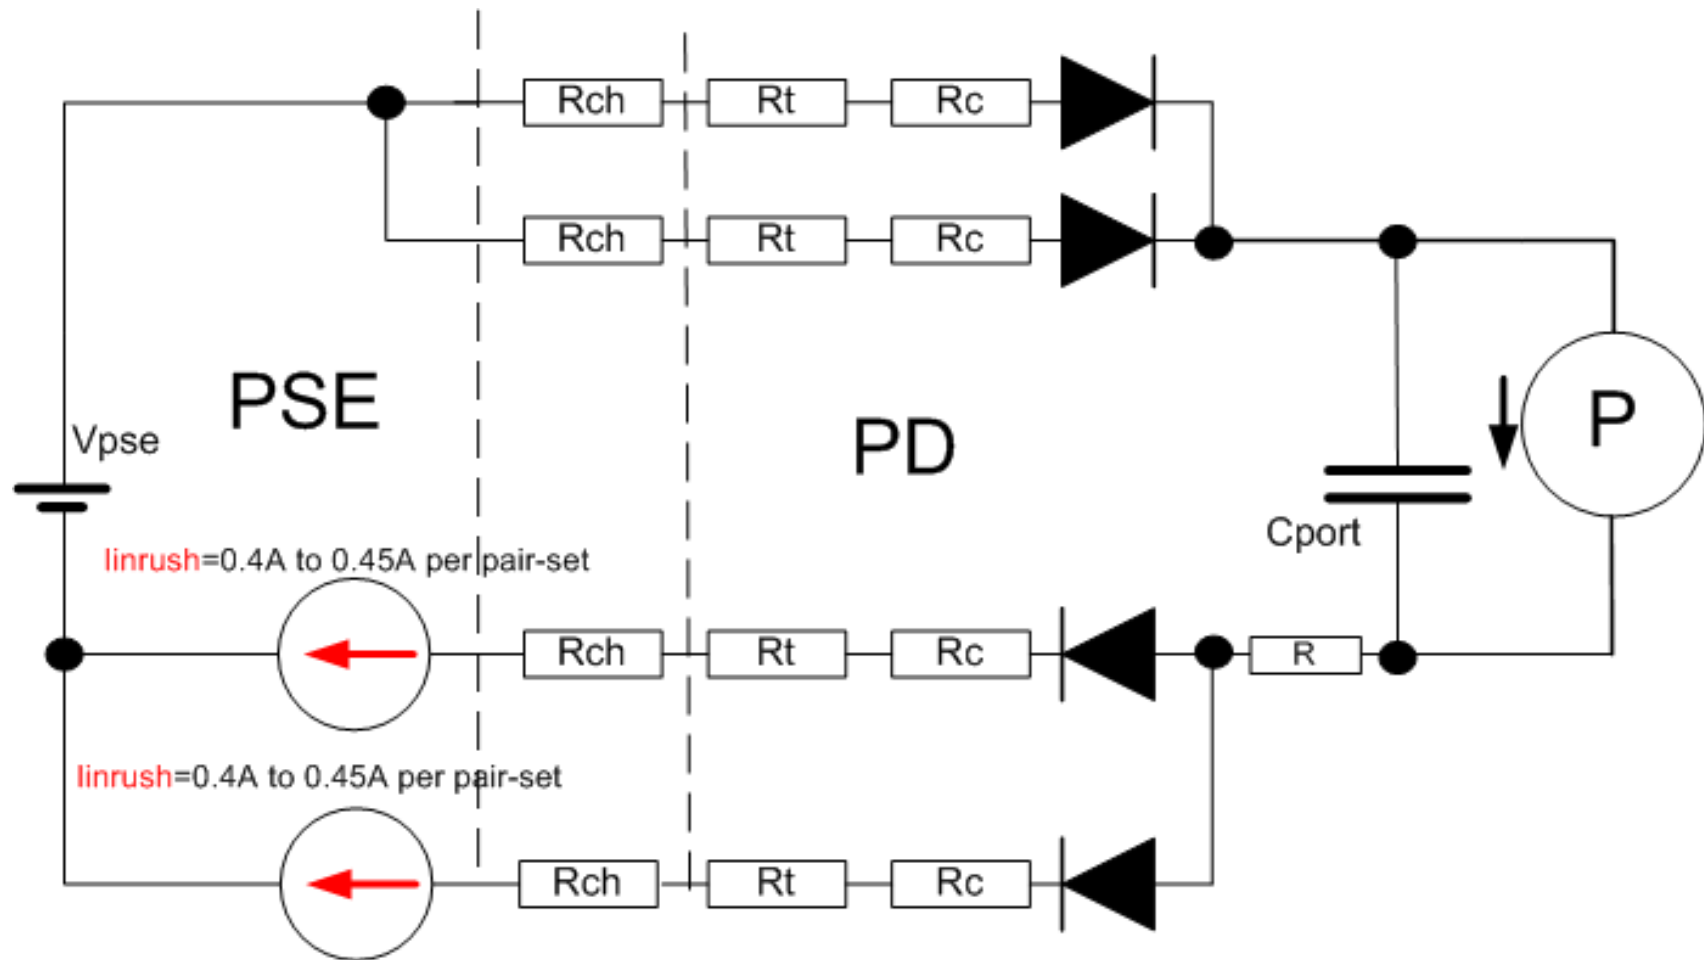 Rch Rt Rc
Rch Rt Rc
PSE
Vpse
PD
P
Cport
Iinrush=0.4A to 0.45A per pair-set
Rch Rt Rc R
Iinrush=0.4A to 0.45A per pair-set
Rch Rt Rc